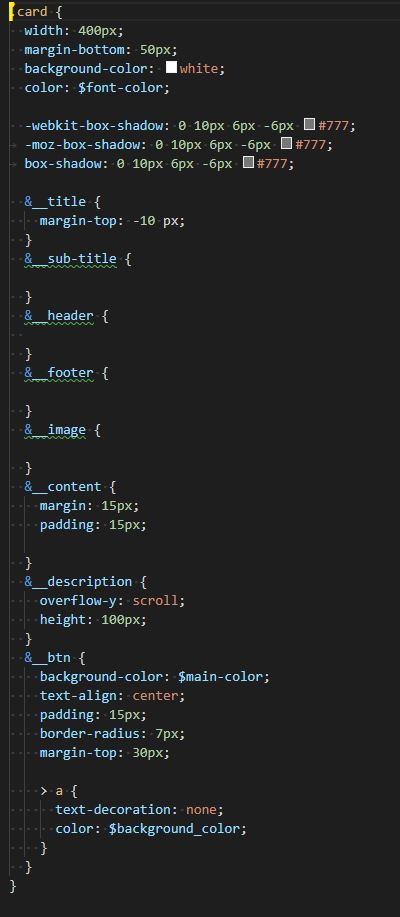 .card {
  width: 400px;
  margin-bottom: 50px;
  background-color: white;
  color: $font-color;

  -webkit-box-shadow: 0 10px 6px -6px #777;
  -moz-box-shadow: 0 10px 6px -6px #777;
  box-shadow: 0 10px 6px -6px #777;

  &__title {
    margin-top: -10 px;
  }
  &__sub-title {

  }
  &__header {

  }
  &__footer {

  }
  &__image {

  }
  &__content {
    margin: 15px;
    padding: 15px;

  }
  &__description {
    overflow-y: scroll;
    height: 100px;
  }
  &__btn {
    background-color: $main-color;
    text-align: center;
    padding: 15px;
    border-radius: 7px;
    margin-top: 30px;

    > a {
      text-decoration: none;
      color: $background_color;
    }
  }
}